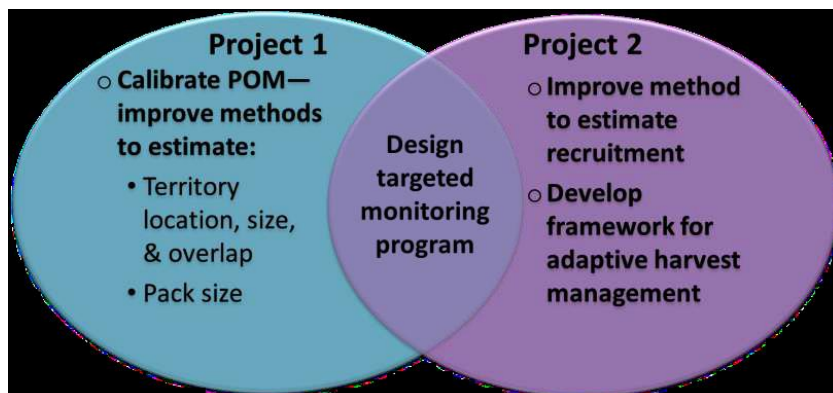 Project 1
○ Calibrate POM—
improve methods
to estimate:
• Territory
location, size,
& overlap
• Pack size
Design
targeted
monitoring
program
Project 2
○ Improve method
to estimate
recruitment
○ Develop
framework for
adaptive harvest
management